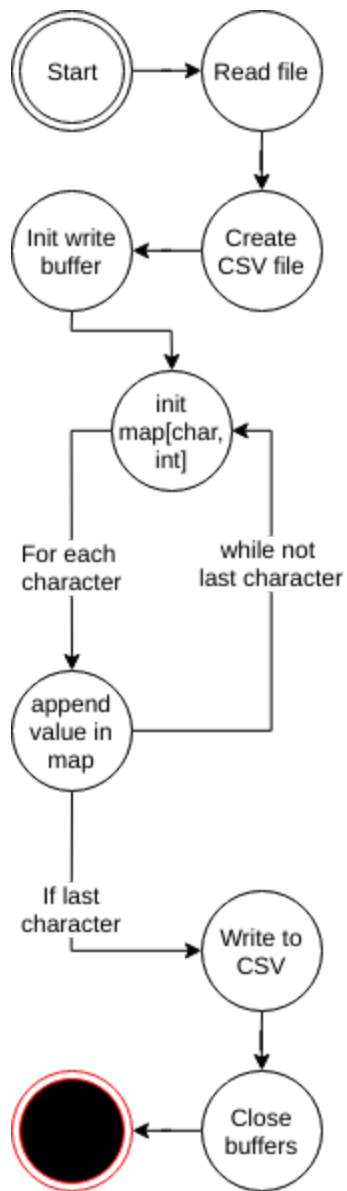 Start
Read file
Init write
buffer
Create
CSV file
init
map[char,
int]
For each
character
while not
last character
append
value in
map
If last
character
Write to
CSV
Close
buffers